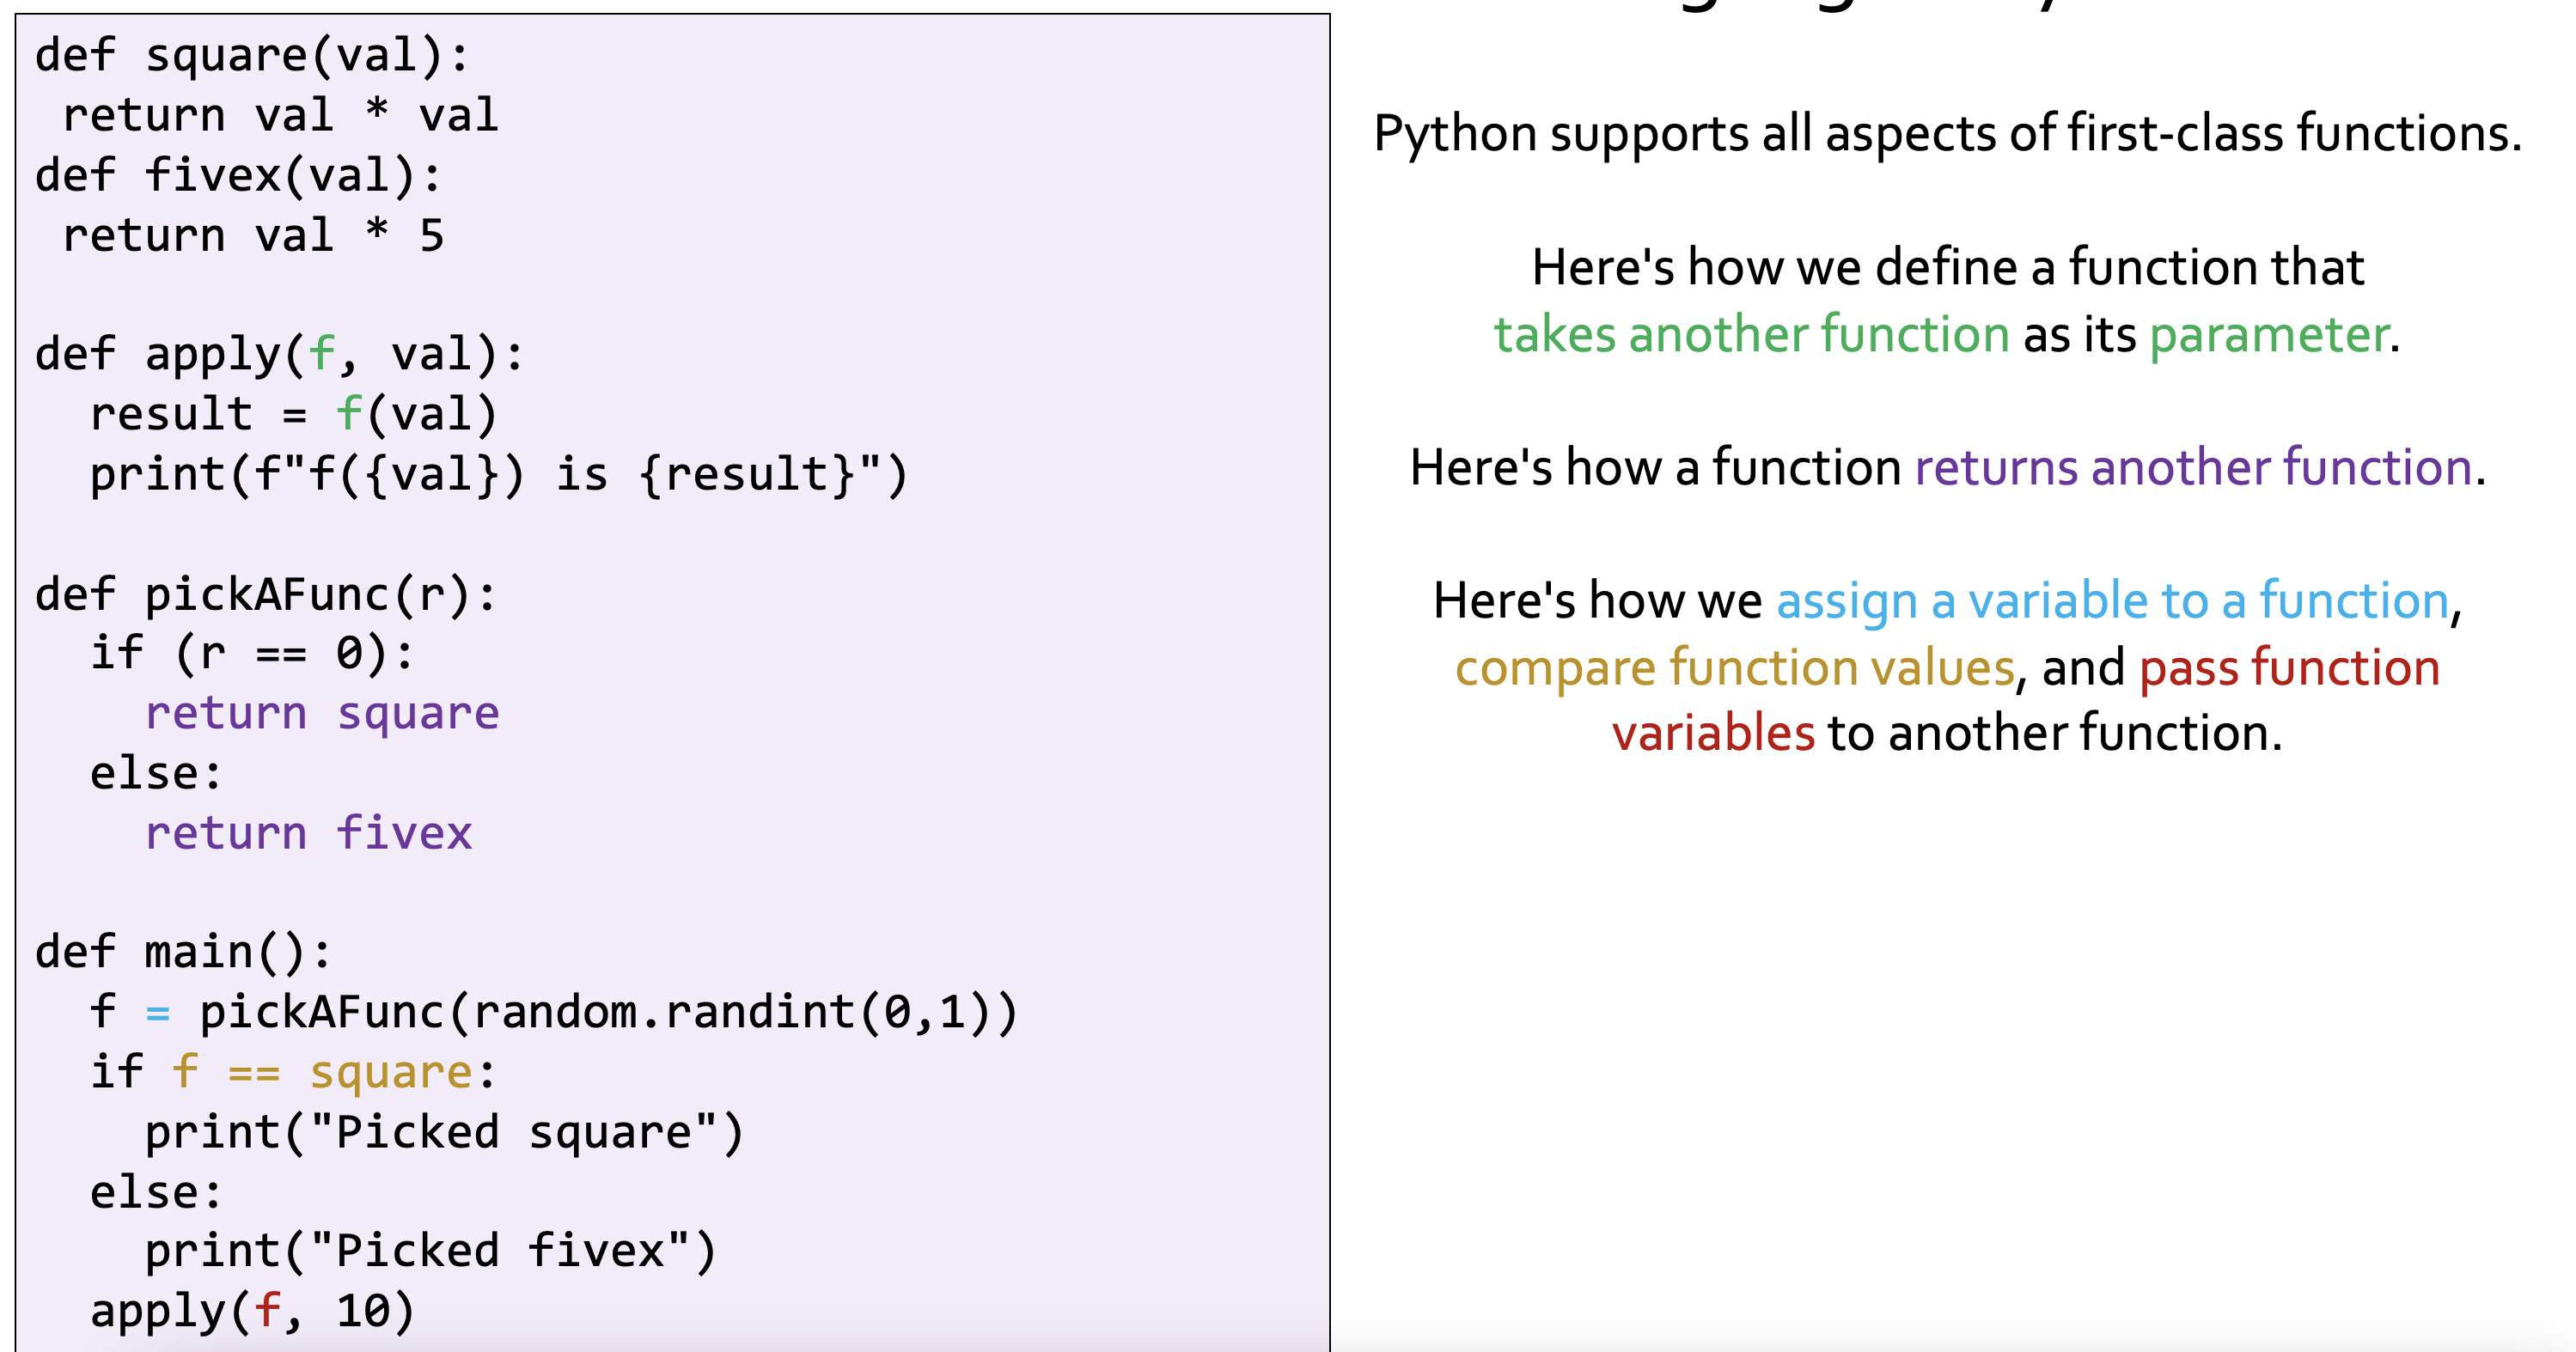 def square(val):
 return val * val
def fivex(val):
 return val * 5
def apply(f, val):
  result = f(val)
  print(f"f({val}) is {result}")
def pickAFunc(r):
  if (r == 0):
    return square
  else:
    return fivex
def main():
  f = pickAFunc(random.randint(0,1))
  if f == square:
    print("Picked square")
  else:
    print("Picked fivex")
  apply(f, 10)
Python supports all aspects of first-class functions.
Here's how we define a function that
takes another function as its parameter.
Here's how a function returns another function.
Here's how we assign a variable to a function,
compare function values, and pass function
variables to another function.